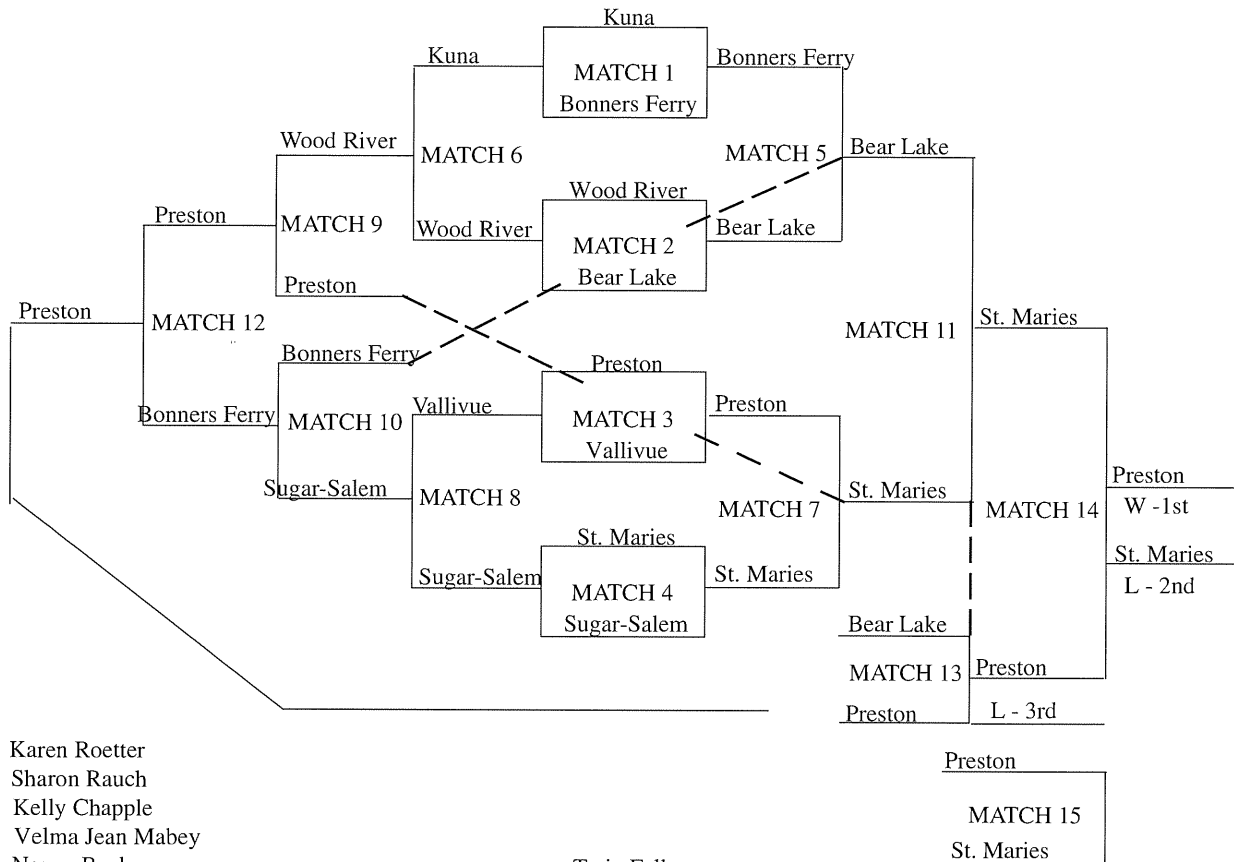 Kuna
Kuna
MATCH 1
Bonners Ferry
Bonners Ferry
Wood River
MATCH 6
MATCH 5
Bear Lake
Wood River
Preston
MATCH 9
Wood River
MATCH 2
Bear Lake
Bear Lake
Preston
Preston
MATCH 12
MATCH 11
St. Maries
Bonners Ferry
Preston
Vallivue
MATCH 3
Vallivue
Preston
Bonners Ferry
MATCH 10
Sugar-Salem
MATCH 8
MATCH 7
St. Maries
MATCH 14
Preston
W -1st
St. Maries
MATCH 4
Sugar-Salem
Sugar-Salem
St. Maries
St. Maries
L - 2nd
Bear Lake
MATCH 13
Preston
Preston
L - 3rd
Karen Roetter
Sharon Rauch
Kelly Chapple
Velma Jean Mabey
Preston
MATCH 15
St. Maries